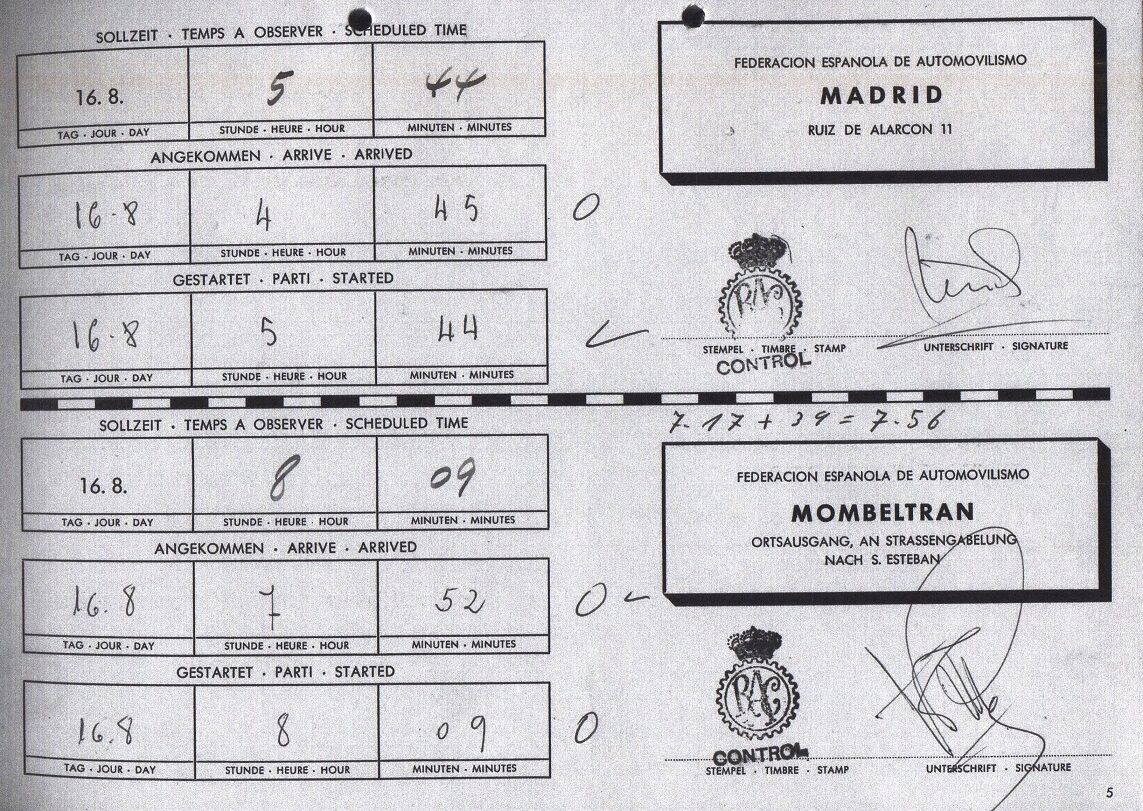 SOLLZEIT · TEMPS A OBSERVER · SCHEDULED TIME
16. 8. 5 44
TAG · JOUR · DAY STUNDE · HEURE · HOUR MINUTEN · MINUTES
ANGEKOMMEN · ARRIVE · ARRIVED
16·8 4 45 0
TAG · JOUR · DAY STUNDE · HEURE · HOUR MINUTEN · MINUTES
GESTARTET · PARTI · STARTED
16·8 5 44
TAG · JOUR · DAY STUNDE · HEURE · HOUR MINUTEN · MINUTES
FEDERACION ESPANOLA DE AUTOMOVILISMO
MADRID
RUIZ DE ALARCON 11
RAC
STEMPEL · TIMBRE · STAMP UNTERSCHRIFT · SIGNATURE
CONTROL
SOLLZEIT · TEMPS A OBSERVER · SCHEDULED TIME
16. 8. 8 09
TAG · JOUR · DAY STUNDE · HEURE · HOUR MINUTEN · MINUTES
ANGEKOMMEN · ARRIVE · ARRIVED
16.8 7 52 0
TAG · JOUR · DAY STUNDE · HEURE · HOUR MINUTEN · MINUTES
GESTARTET · PARTI · STARTED
16.8 8 09 0
TAG · JOUR · DAY STUNDE · HEURE · HOUR MINUTEN · MINUTES
7.17 + 39 = 7.56
FEDERACION ESPANOLA DE AUTOMOVILISMO
MOMBELTRAN
ORTSAUSGANG, AN STRASSENGABELUNG
NACH S. ESTEBAN
RAC
CONTROL
STEMPEL · TIMBRE · STAMP UNTERSCHRIFT · SIGNATURE
5